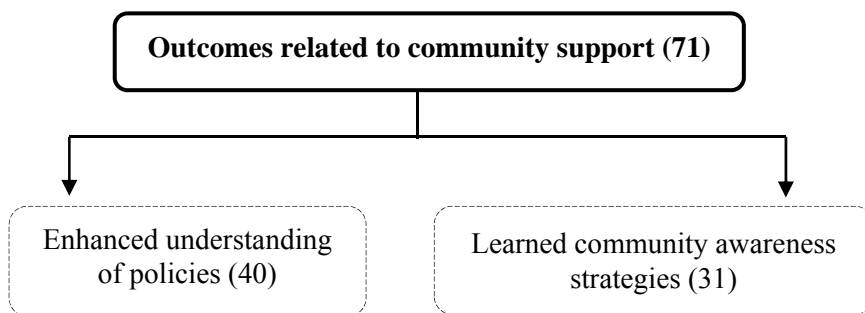 Outcomes related to community support (71)
Enhanced understanding
of policies (40)
Learned community awareness
strategies (31)